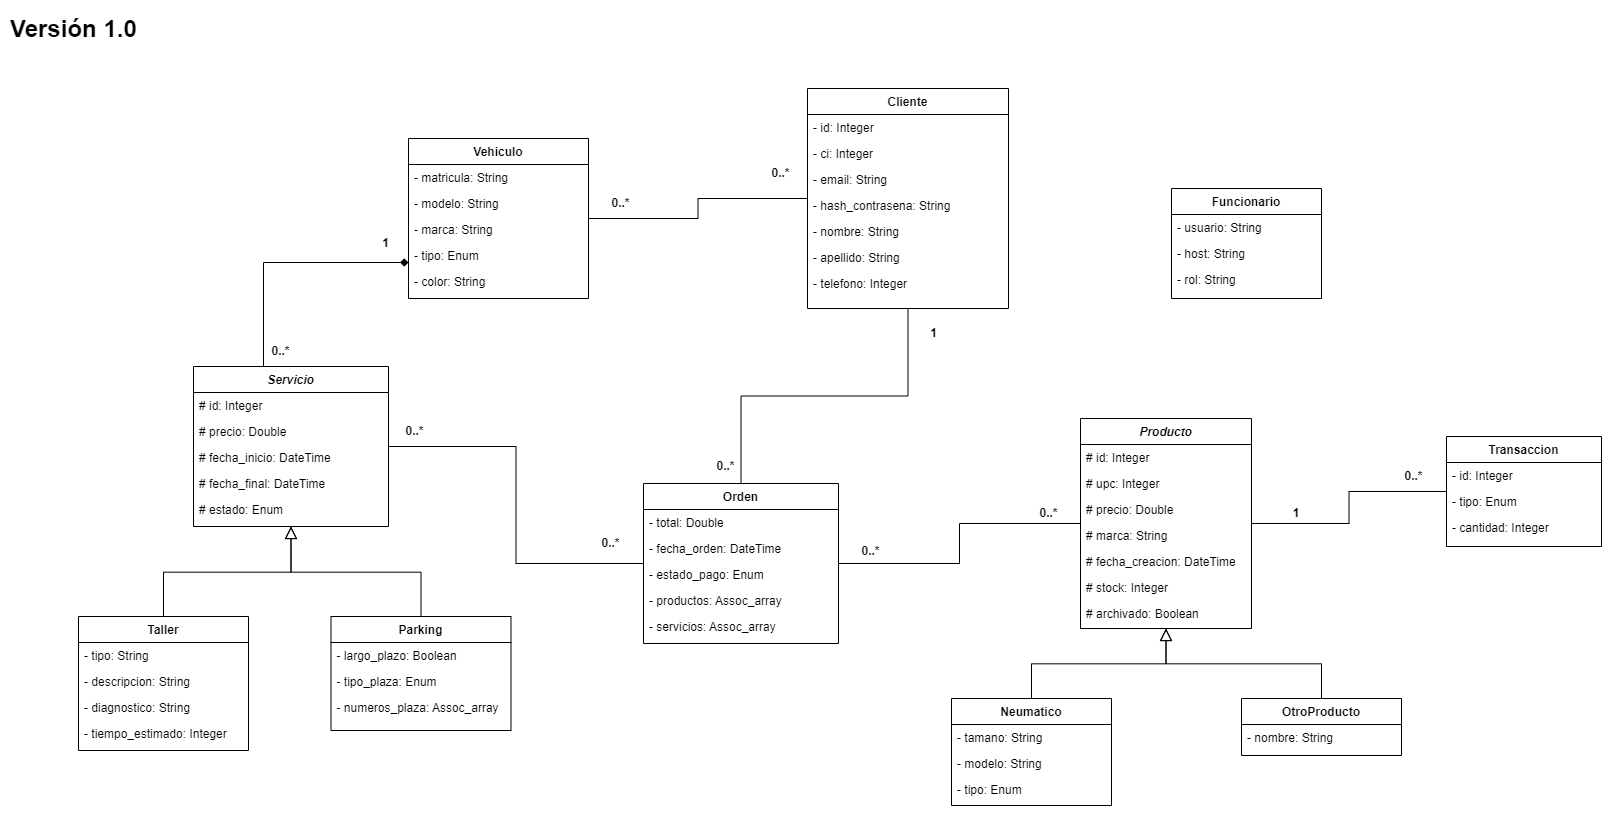 Versión 1.0
Cliente
- id: Integer
- ci: Integer
- email: String
- hash_contrasena: String
- nombre: String
- apellido: String
- telefono: Integer
Vehiculo
- matricula: String
- modelo: String
- marca: String
- tipo: Enum
- color: String
0..*
0..*
1
0..*
1
0..*
Funcionario
- usuario: String
- host: String
- rol: String
Servicio
# id: Integer
# precio: Double
# fecha_inicio: DateTime
# fecha_final: DateTime
# estado: Enum
0..*
0..*
Orden
- total: Double
- fecha_orden: DateTime
- estado_pago: Enum
- productos: Assoc_array
- servicios: Assoc_array
0..*
0..*
Producto
# id: Integer
# upc: Integer
# precio: Double
# marca: String
# fecha_creacion: DateTime
# stock: Integer
# archivado: Boolean
1
0..*
Transaccion
- id: Integer
- tipo: Enum
- cantidad: Integer
Taller
- tipo: String
- descripcion: String
- diagnostico: String
- tiempo_estimado: Integer
Parking
- largo_plazo: Boolean
- tipo_plaza: Enum
- numeros_plaza: Assoc_array
Neumatico
- tamano: String
- modelo: String
- tipo: Enum
OtroProducto
- nombre: String